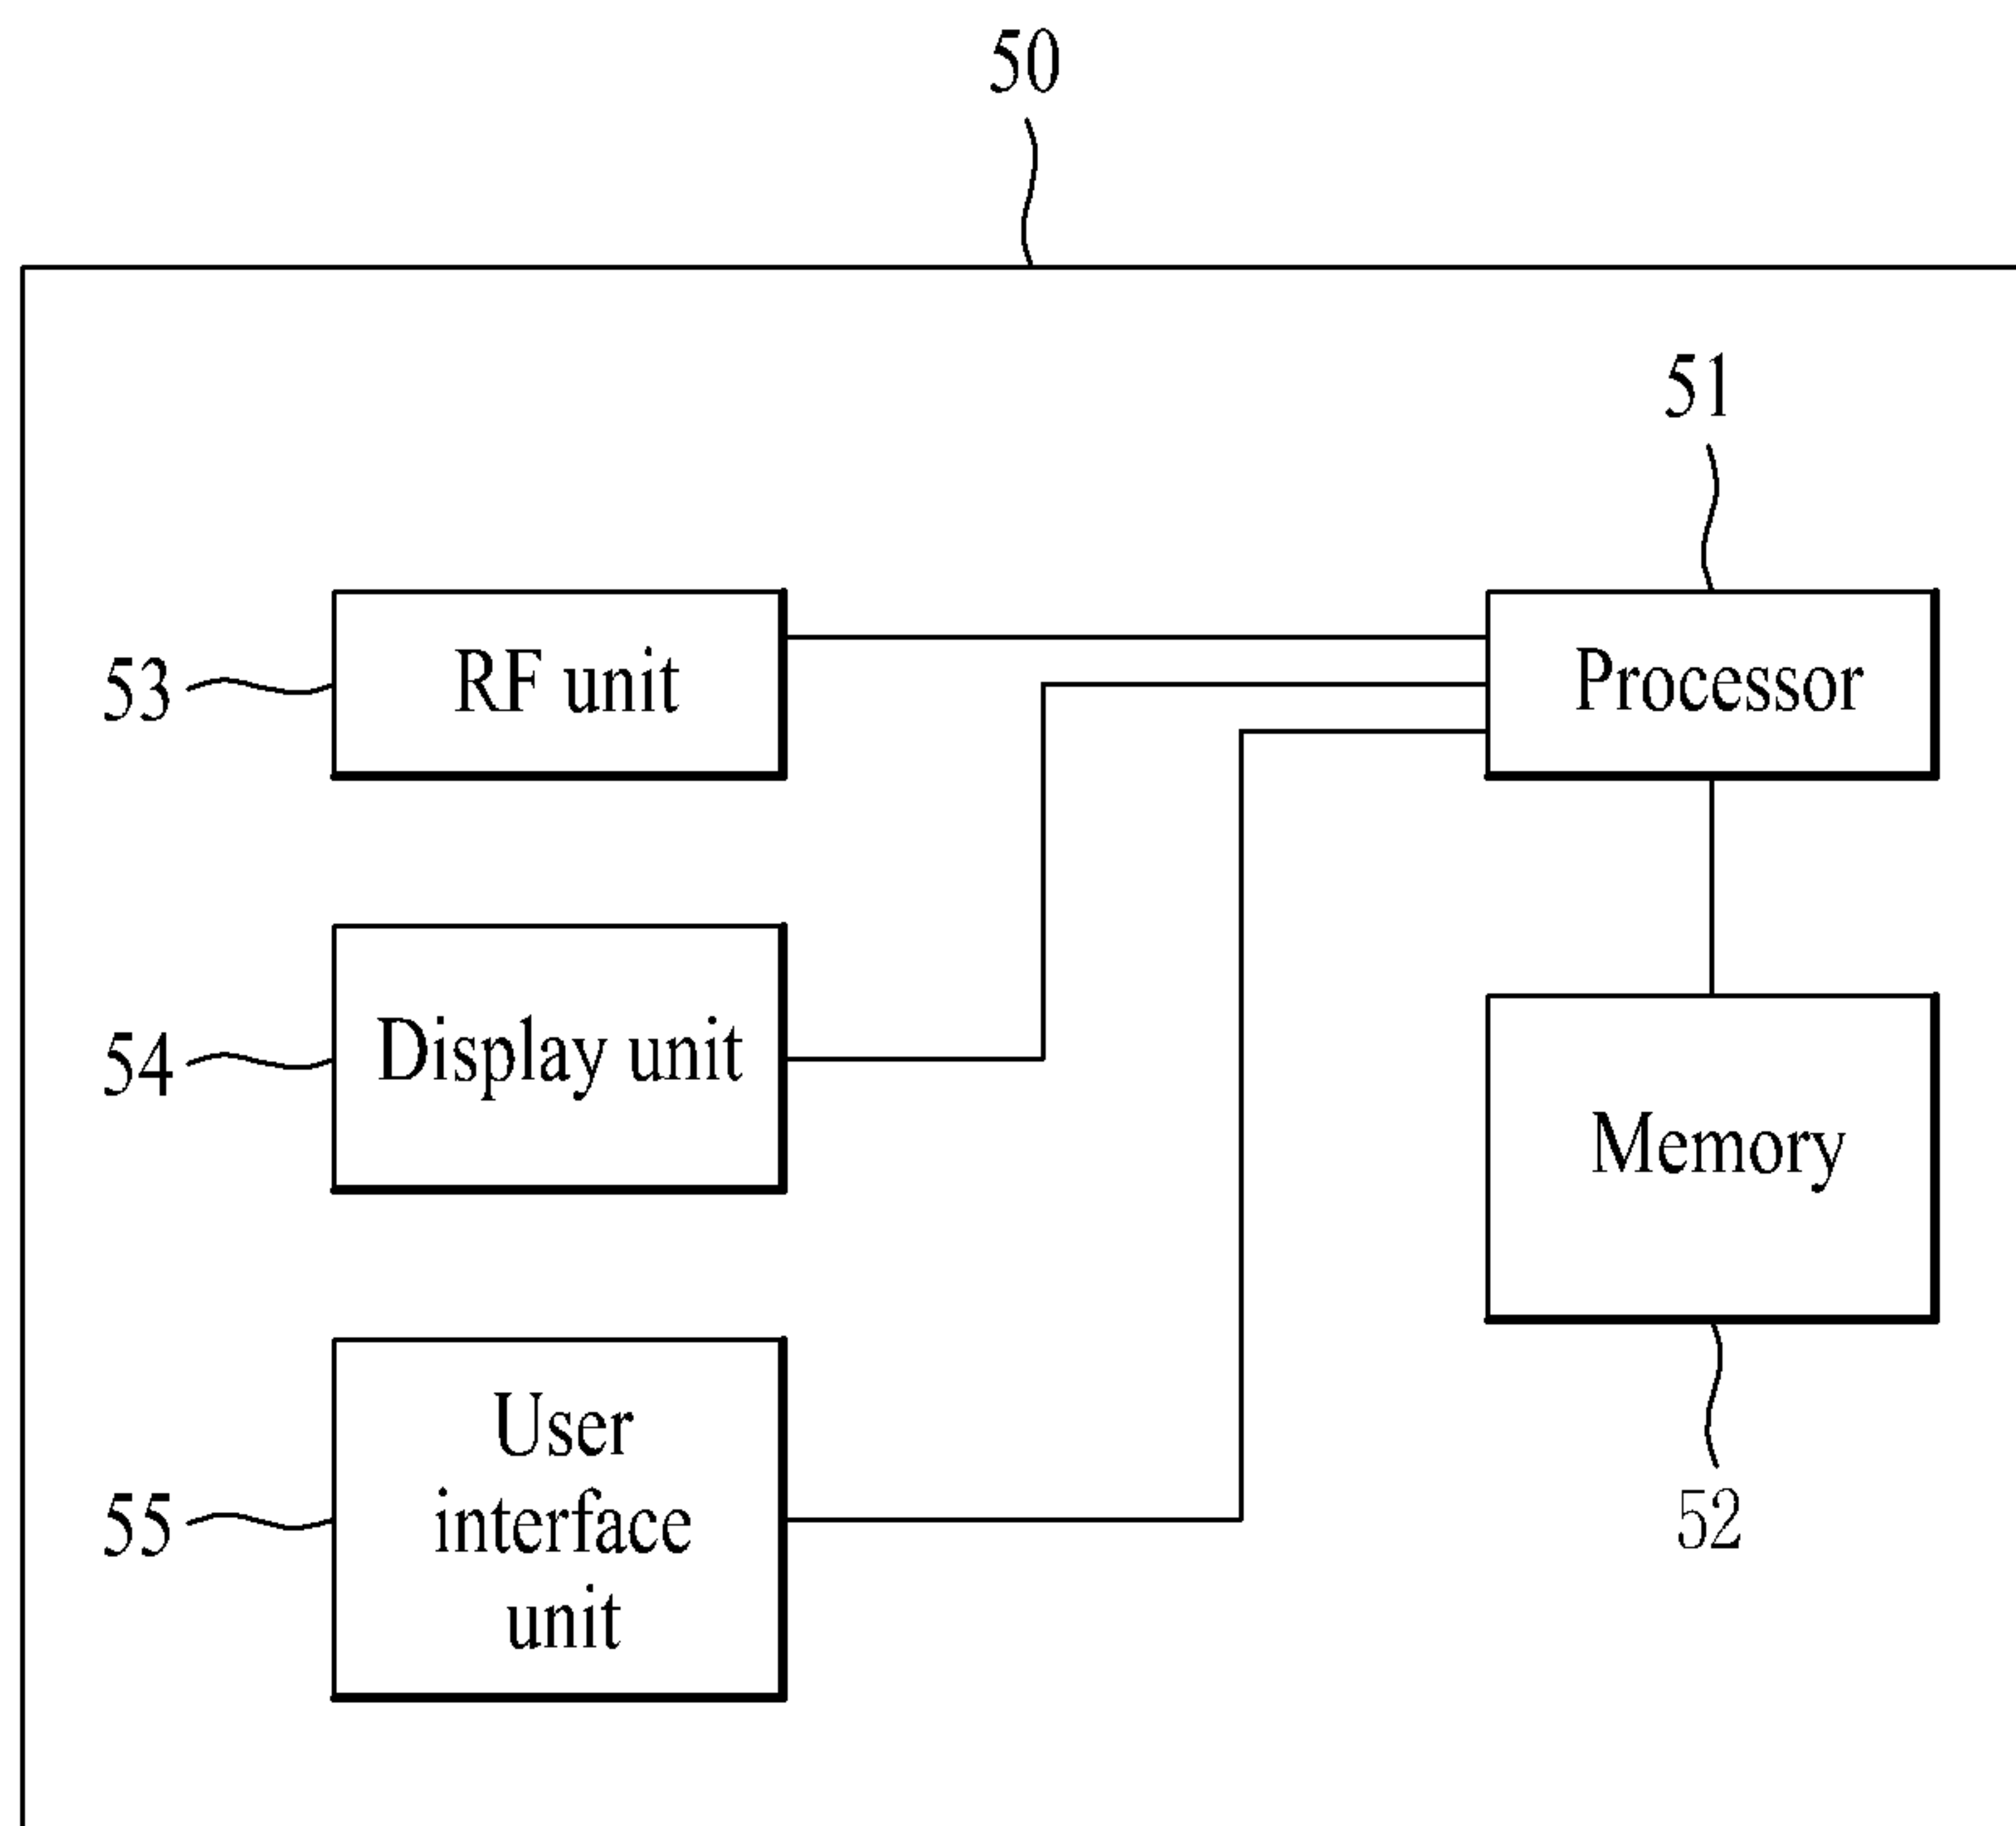 50
51
53
RF unit
Processor
54
Display unit
Memory
55
User
interface
unit
52